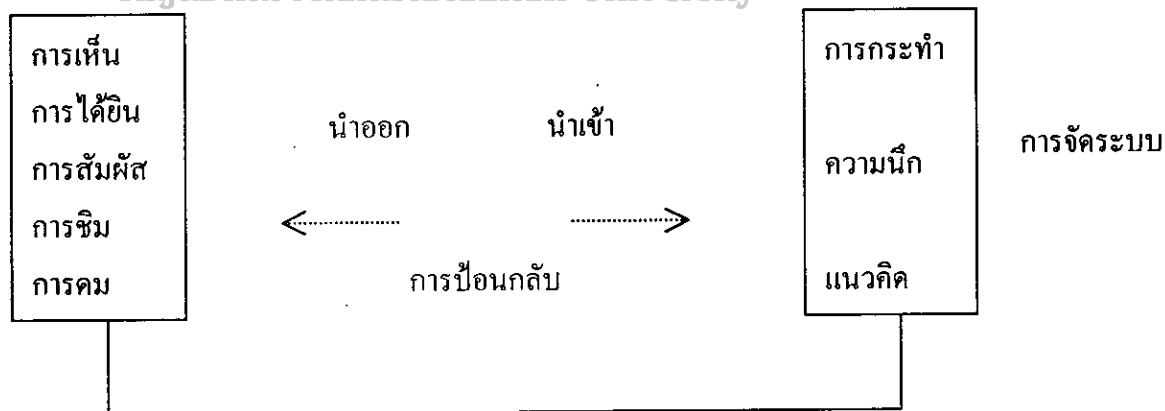 การเห็น
การได้ยิน
การสัมผัส
การชิม
การดม
นำออก
นำเข้า
การป้อนกลับ
การกระทำ
ความนึก
แนวคิด
การจัดระบบ